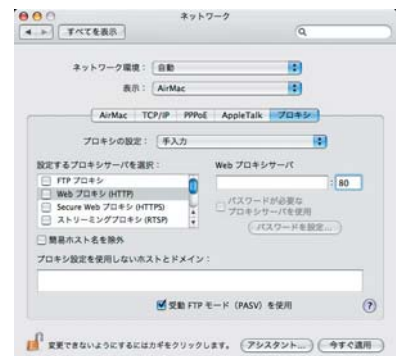 ネットワーク
すべてを表示
ネットワーク環境： 自動
表示： AirMac
AirMac TCP/IP PPPoE AppleTalk プロキシ
プロキシの設定： 手入力
設定するプロキシサーバを選択： Web プロキシサーバ
FTP プロキシ
: 80
Web プロキシ (HTTP)
Secure Web プロキシ (HTTPS)
ストリーミングプロキシ (RTSP)
パスワードが必要な
プロキシサーバを使用
パスワードを設定...
簡易ホスト名を除外
プロキシ設定を使用しないホストとドメイン：
受動 FTP モード（PASV）を使用
?
変更できないようにするにはカギをクリックします。 アシスタント... 今すぐ適用